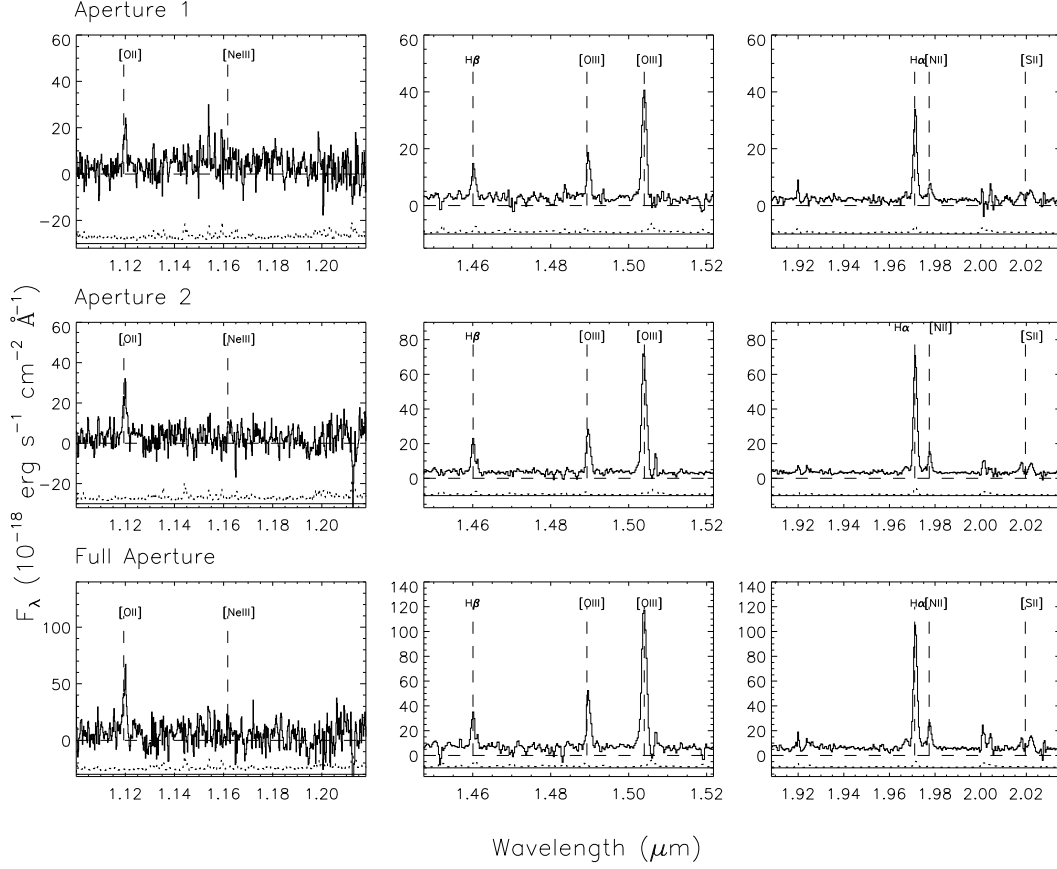 Aperture 1
[OII] [NeIII]
Hβ [OIII] [OIII]
Hα [NII] [SII]
60
40
20
0
−20
1.12 1.14 1.16 1.18 1.20
60
40
20
0
1.46 1.48 1.50 1.52
60
40
20
0
1.92 1.94 1.96 1.98 2.00 2.02
Aperture 2
[OII] [NeIII]
Hβ [OIII] [OIII]
Hα [NII] [SII]
60
40
20
0
−20
1.12 1.14 1.16 1.18 1.20
80
60
40
20
0
1.46 1.48 1.50 1.52
80
60
40
20
0
1.92 1.94 1.96 1.98 2.00 2.02
Full Aperture
[OII] [NeIII]
Hβ [OIII] [OIII]
Hα [NII] [SII]
100
50
0
1.12 1.14 1.16 1.18 1.20
140
120
100
80
60
40
20
0
1.46 1.48 1.50 1.52
140
120
100
80
60
40
20
0
1.92 1.94 1.96 1.98 2.00 2.02
F_λ (10⁻¹⁸ erg s⁻¹ cm⁻² Å⁻¹)
Wavelength (μm)